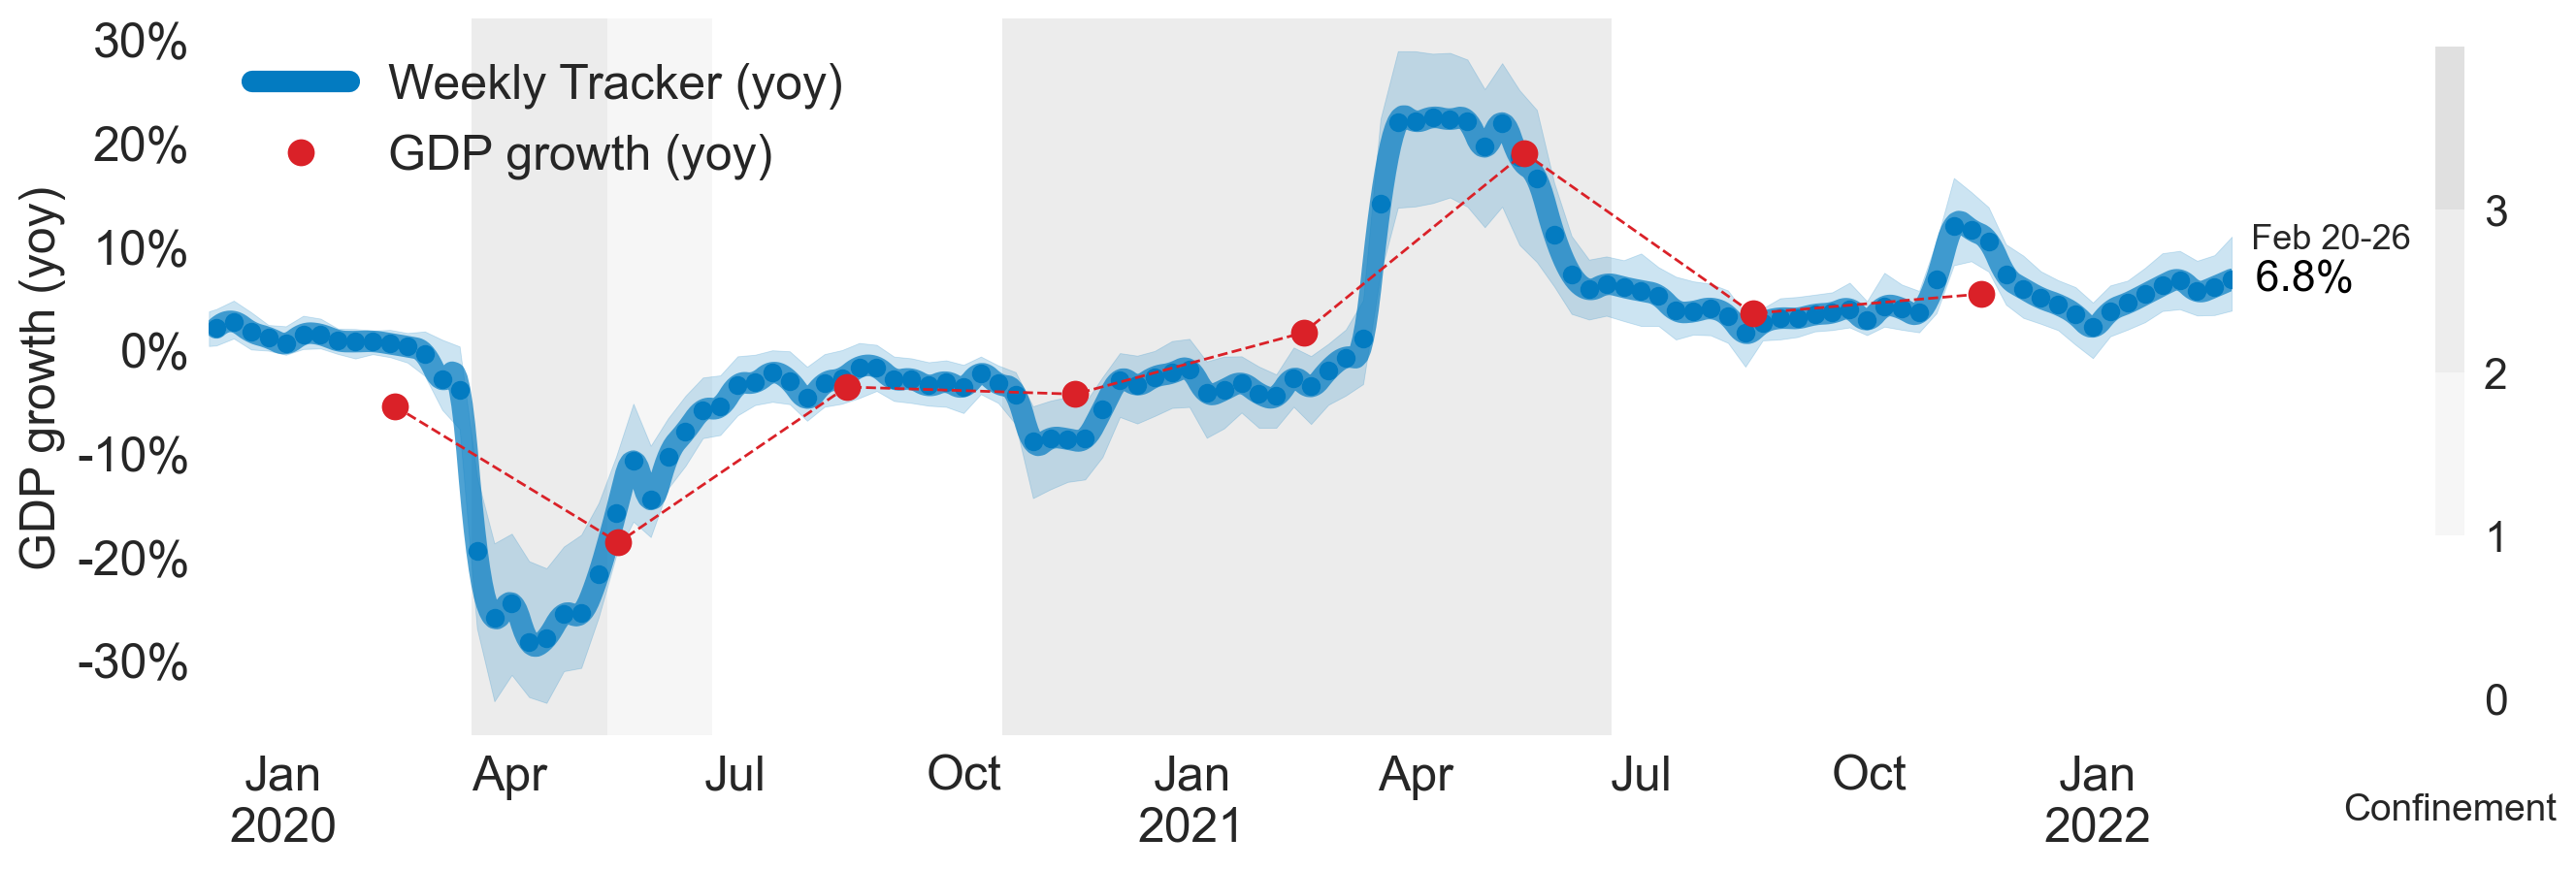 30%
20%
10%
0%
-10%
-20%
-30%
GDP growth (yoy)
Weekly Tracker (yoy)
GDP growth (yoy)
Feb 20-26
6.8%
3
2
1
0
Jan Apr Jul Oct Jan Apr Jul Oct Jan
2020 2021 2022
Confinement